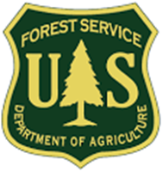 FOREST SERVICE
U S
DEPARTMENT OF AGRICULTURE